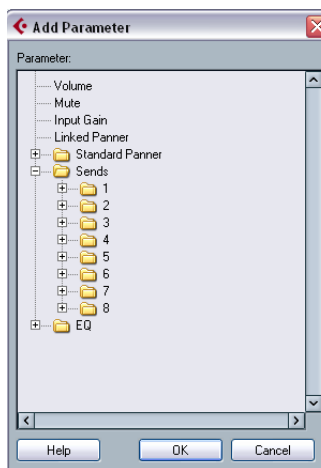 Add Parameter
Parameter:
Volume
Mute
Input Gain
Linked Panner
Standard Panner
Sends
1
2
3
4
5
6
7
8
EQ
Help OK Cancel